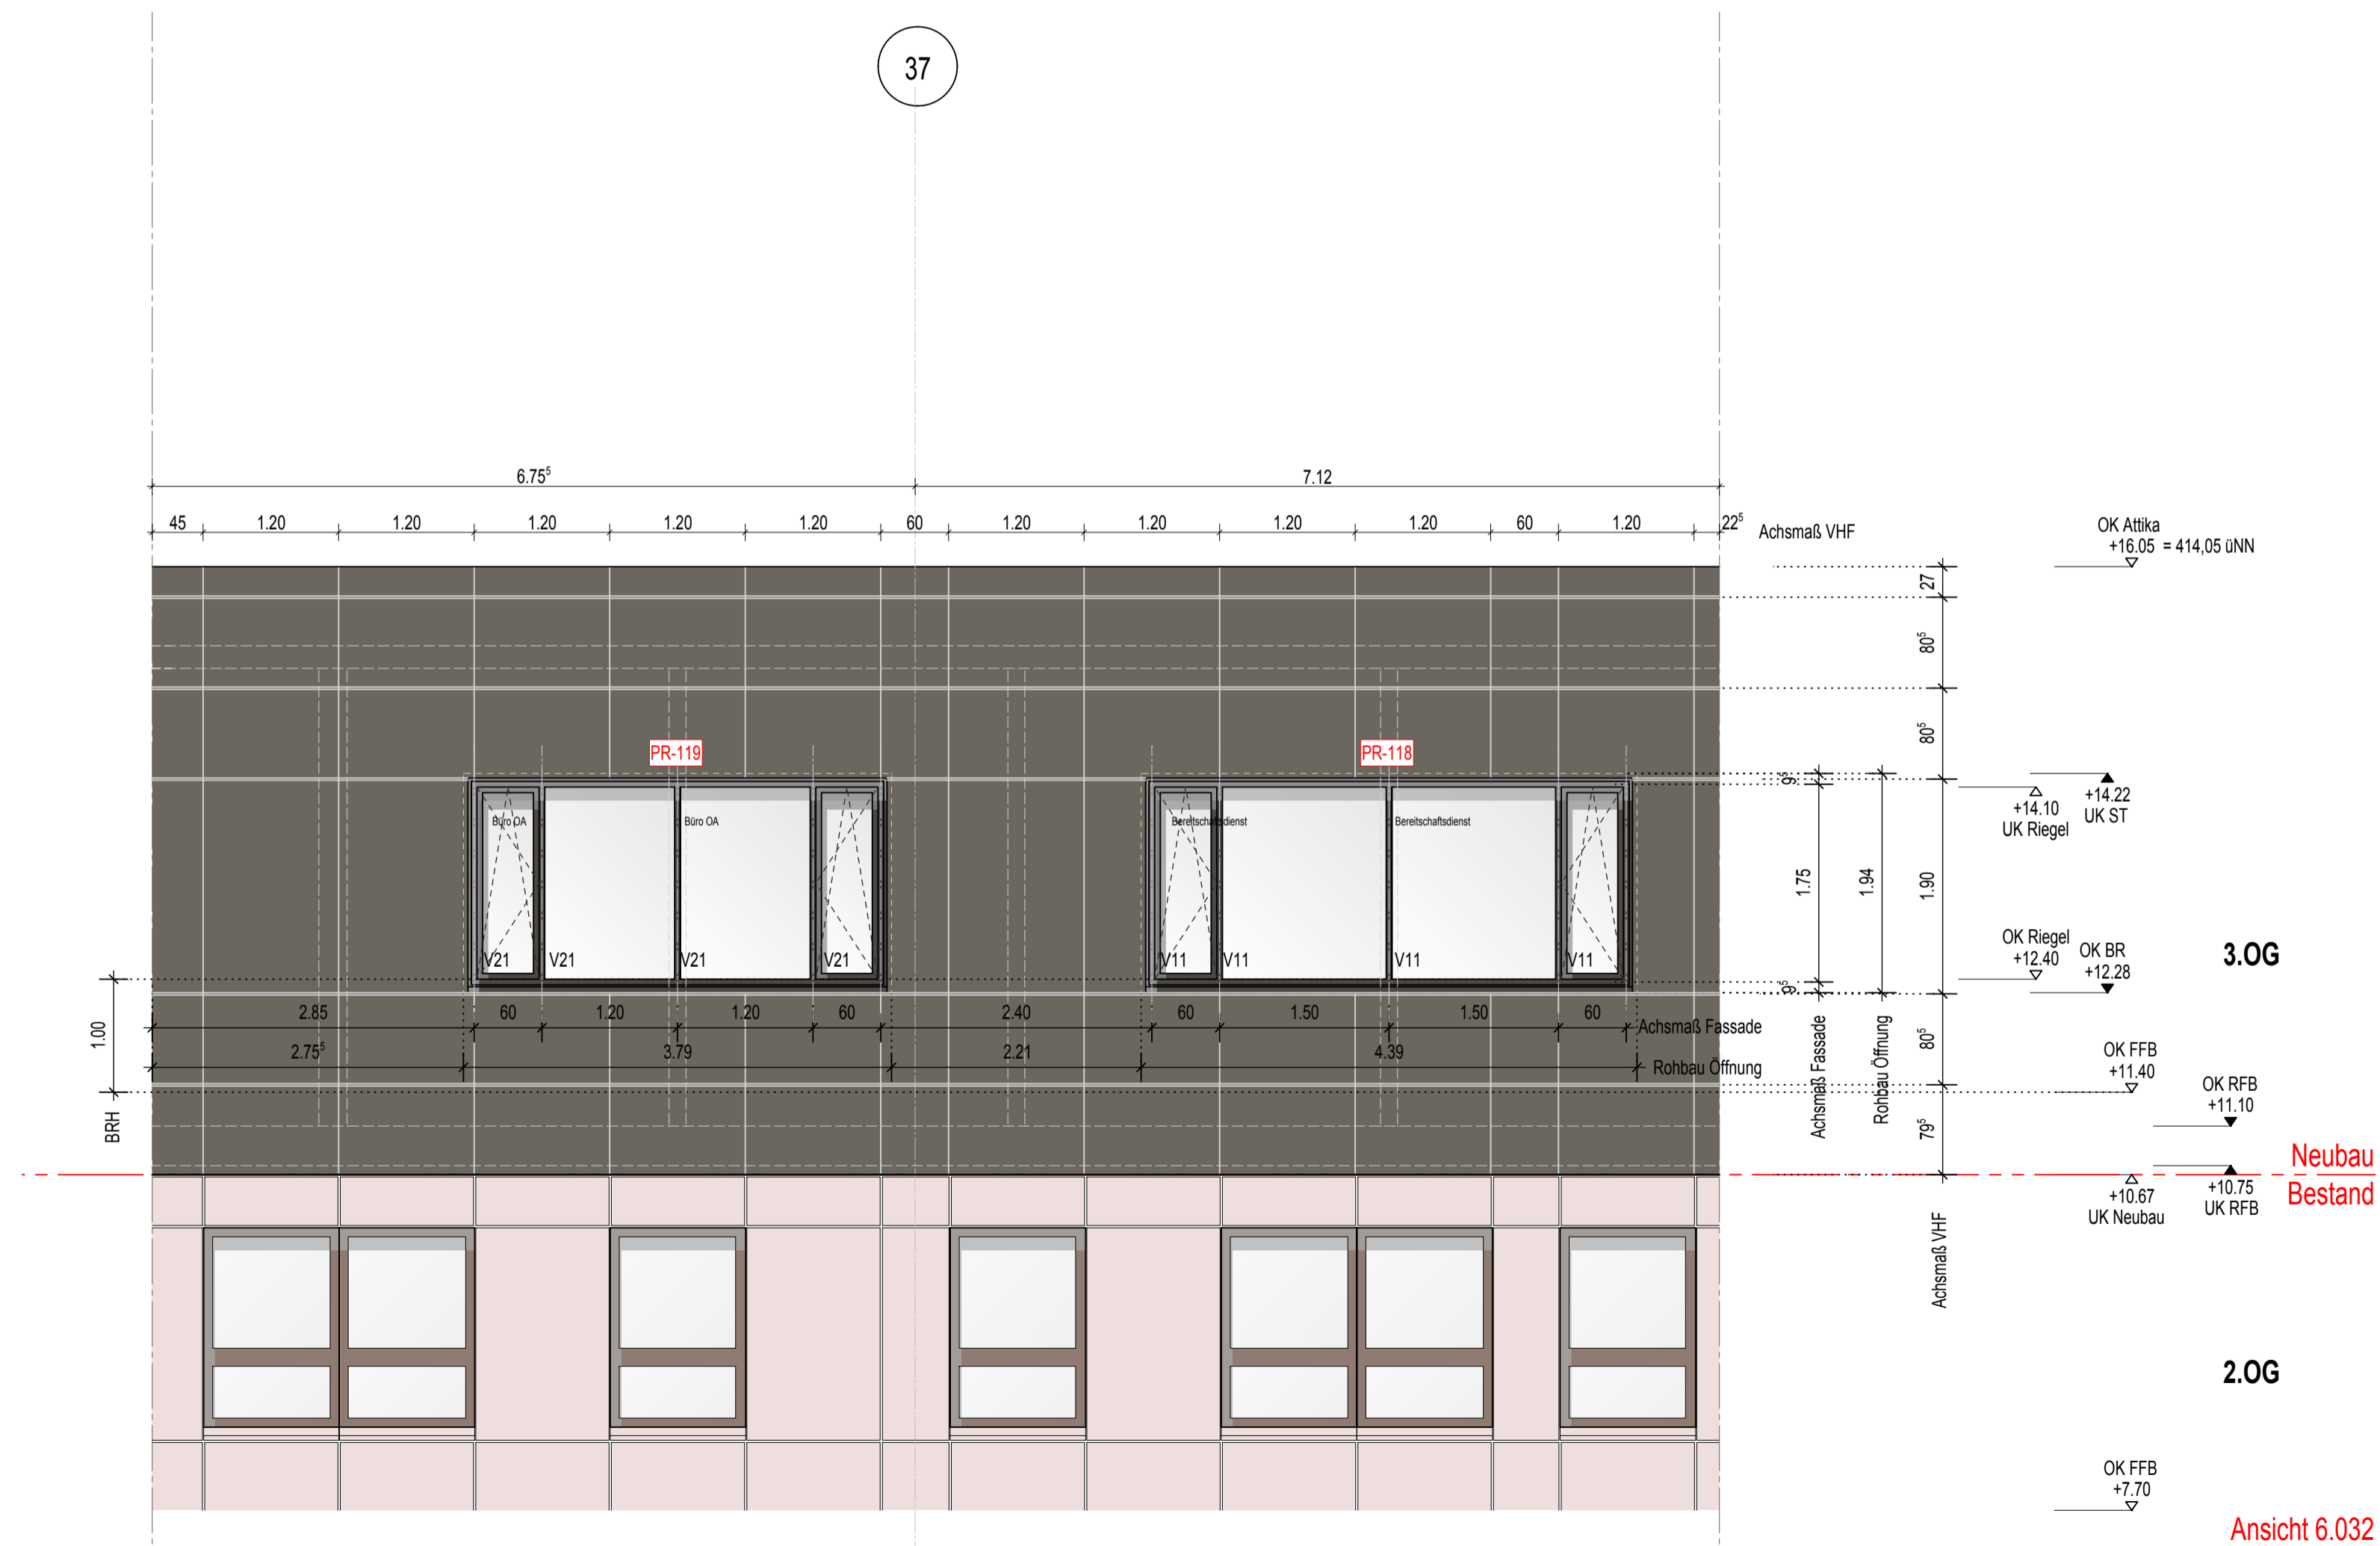 37
6.75⁵ 7.12
45 1.20 1.20 1.20 1.20 1.20 60 1.20 1.20 1.20 1.20 60 1.20 22⁵ Achsmaß VHF
OK Attika
+16.05 = 414,05 üNN
27
80⁵
80⁵
PR-119 PR-118
9⁵
+14.10
UK Riegel
+14.22
UK ST
Büro OA Büro OA Bereitschaftsdienst Bereitschaftsdienst
1.75 1.94 1.90
V21 V21 V21 V21 V11 V11 V11 V11
OK Riegel
+12.40
OK BR
+12.28
3.OG
9⁵
2.85 60 1.20 1.20 60 2.40 60 1.50 1.50 60 Achsmaß Fassade
2.75⁵ 3.79 2.21 4.39 Rohbau Öffnung
1.00
BRH
Achsmaß Fassade
Rohbau Öffnung
80⁵
79⁵
OK FFB
+11.40
OK RFB
+11.10
Neubau
Bestand
+10.67
UK Neubau
+10.75
UK RFB
Achsmaß VHF
2.OG
OK FFB
+7.70
Ansicht 6.032